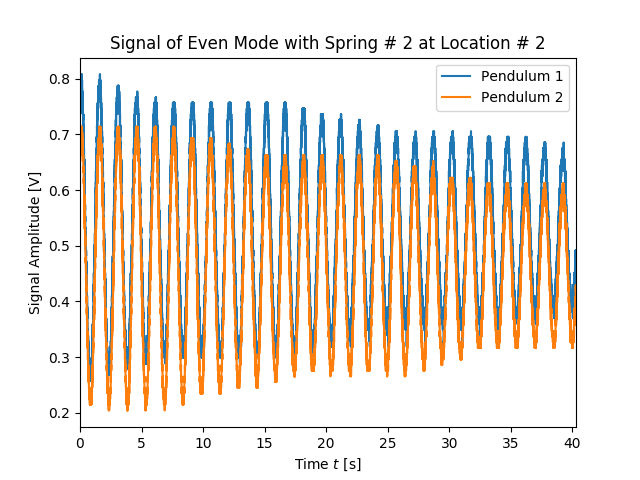 Signal of Even Mode with Spring # 2 at Location # 2
Pendulum 1
Pendulum 2
Signal Amplitude [V]
0.8
0.7
0.6
0.5
0.4
0.3
0.2
0 5 10 15 20 25 30 35 40
Time t [s]